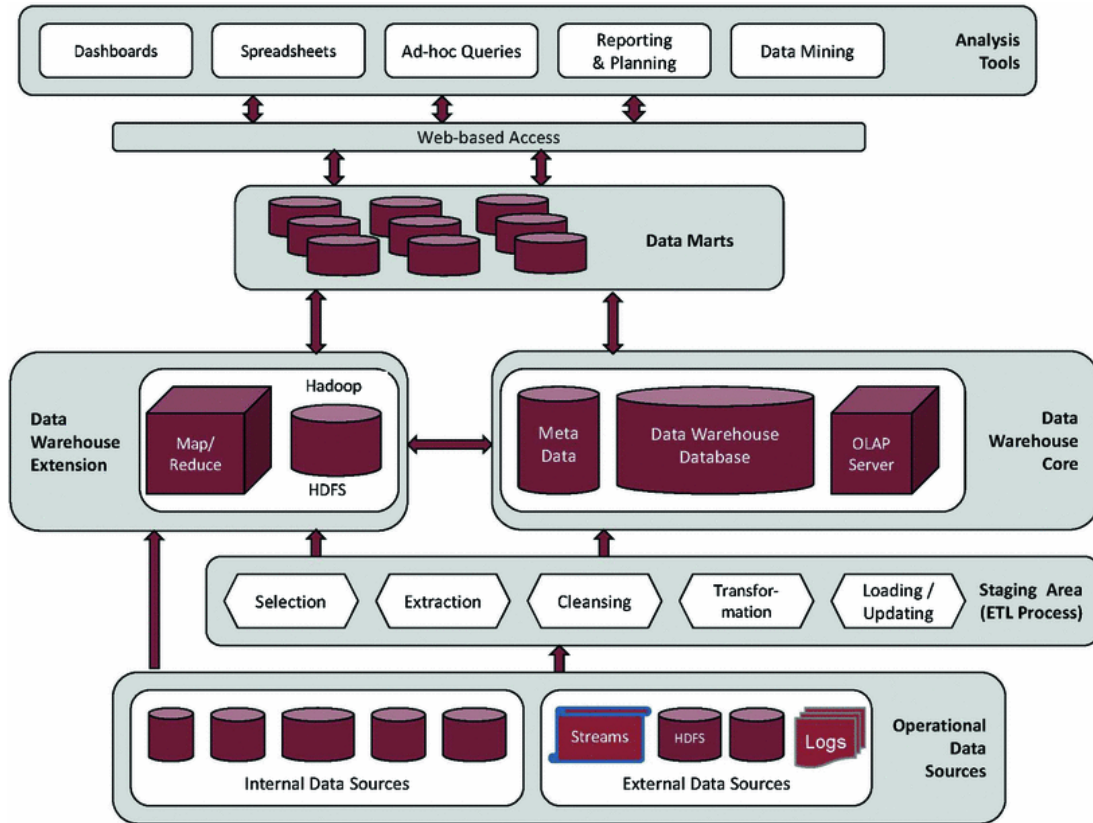 Dashboards
Spreadsheets
Ad-hoc Queries
Reporting
& Planning
Data Mining
Analysis
Tools
Web-based Access
Data Marts
Data
Warehouse
Extension
Map/
Reduce
Hadoop
HDFS
Meta
Data
Data Warehouse
Database
OLAP
Server
Data
Warehouse
Core
Selection
Extraction
Cleansing
Transfor-
mation
Loading /
Updating
Staging Area
(ETL Process)
Internal Data Sources
Streams
HDFS
Logs
External Data Sources
Operational
Data
Sources